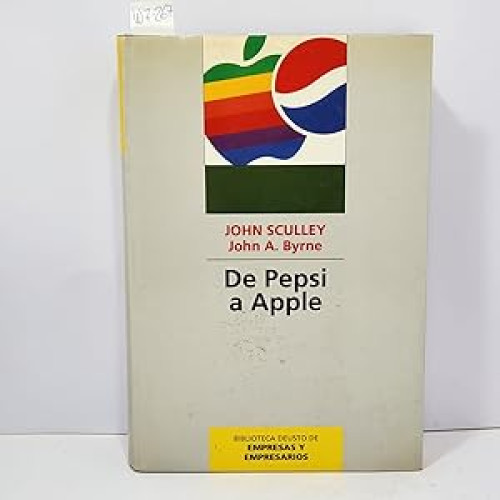 JOHN SCULLEY
John A. Byrne
De Pepsi
a Apple
BIBLIOTECA DEUSTO DE
EMPRESAS Y
EMPRESARIOS